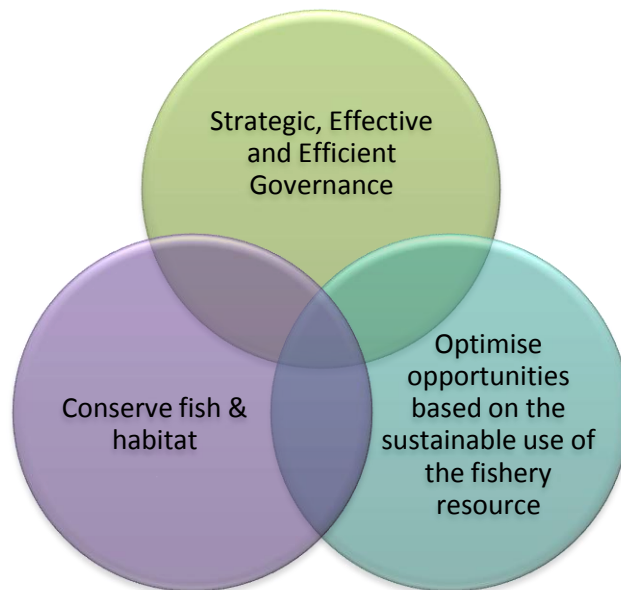 Strategic, Effective
and Efficient
Governance
Conserve fish &
habitat
Optimise
opportunities
based on the
sustainable use of
the fishery
resource